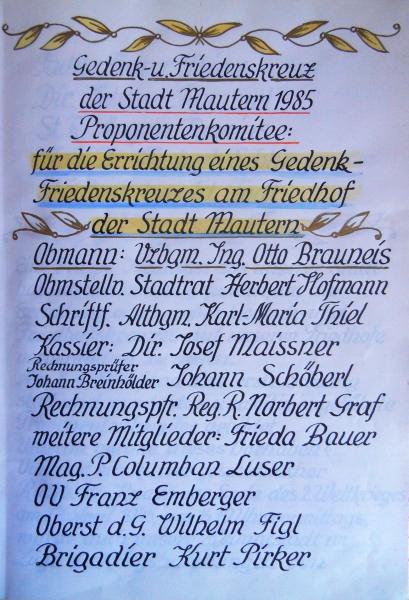 Gedenk-u. Friedenskreuz
der Stadt Mautern 1985
Proponentenkomitee:
für die Errichtung eines Gedenk-
Friedenskreuzes am Friedhof
der Stadt Mautern
Obmann: Vzbgm. Ing. Otto Brauneis
Obmstellv. Stadtrat Herbert Hofmann
Schriftf. Altbgm. Karl-Maria Thiel
Kassier: Dir. Josef Maissner
Rechnungsprüfer
Johann Breinhölder Johann Schöberl
Rechnungspfr. Reg. R. Norbert Graf
weitere Mitglieder: Frieda Bauer
Mag. P. Columban Luser
OV Franz Emberger
Oberst d. G. Wilhelm Figl
Brigadier Kurt Pirker